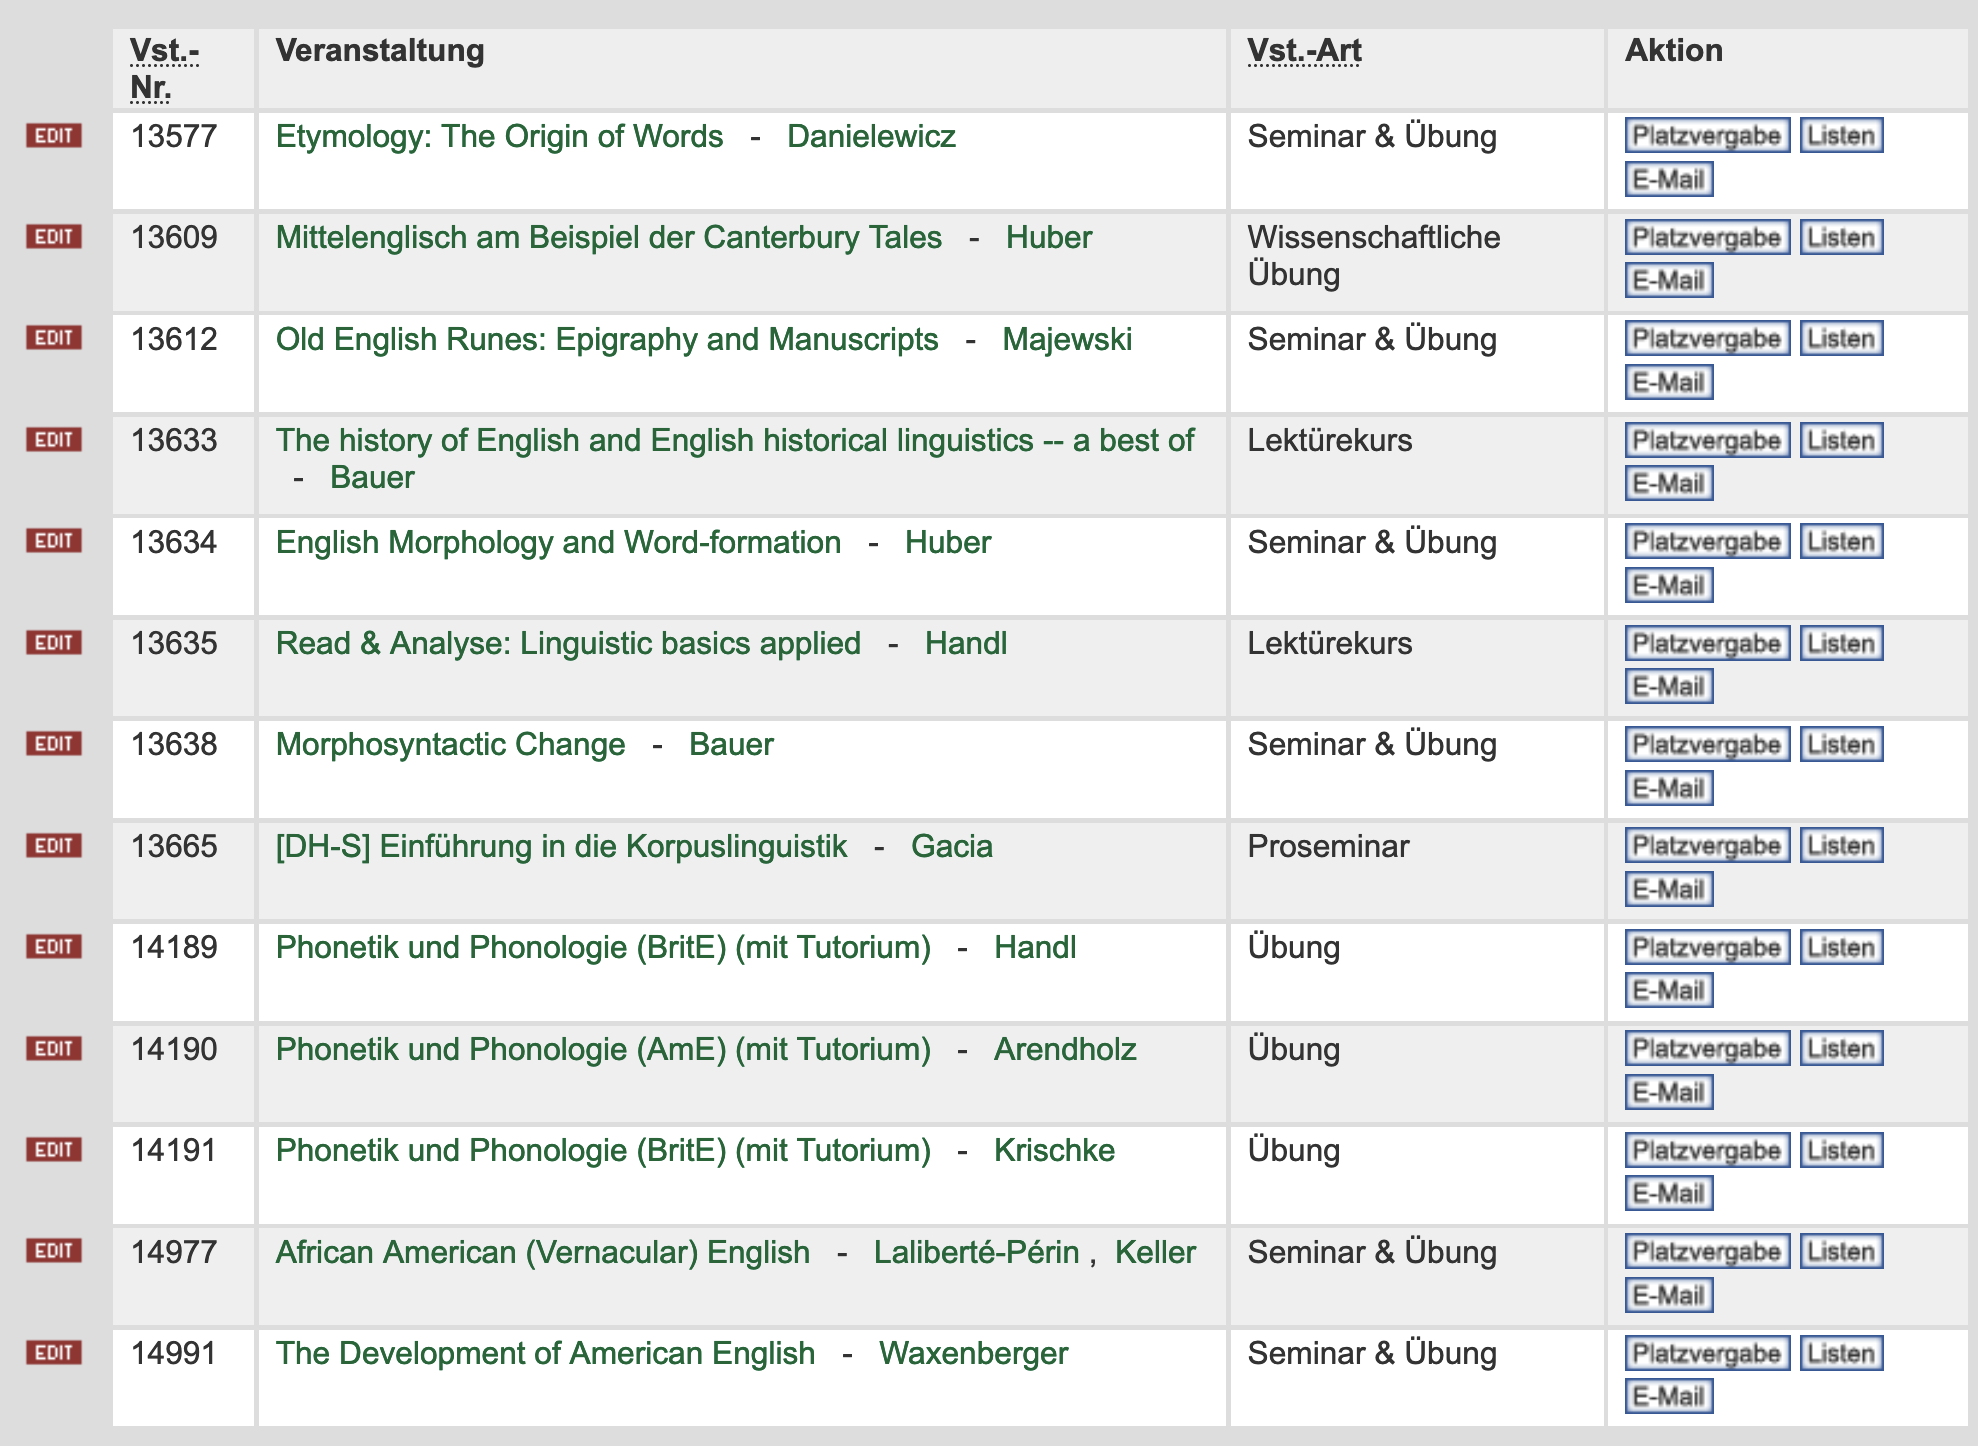 Vst.-Nr. Veranstaltung Vst.-Art Aktion
EDIT 13577 Etymology: The Origin of Words - Danielewicz Seminar & Übung Platzvergabe Listen
E-Mail
EDIT 13609 Mittelenglisch am Beispiel der Canterbury Tales - Huber Wissenschaftliche Übung Platzvergabe Listen
E-Mail
EDIT 13612 Old English Runes: Epigraphy and Manuscripts - Majewski Seminar & Übung Platzvergabe Listen
E-Mail
EDIT 13633 The history of English and English historical linguistics -- a best of - Bauer Lektürekurs Platzvergabe Listen
E-Mail
EDIT 13634 English Morphology and Word-formation - Huber Seminar & Übung Platzvergabe Listen
E-Mail
EDIT 13635 Read & Analyse: Linguistic basics applied - Handl Lektürekurs Platzvergabe Listen
E-Mail
EDIT 13638 Morphosyntactic Change - Bauer Seminar & Übung Platzvergabe Listen
E-Mail
EDIT 13665 [DH-S] Einführung in die Korpuslinguistik - Gacia Proseminar Platzvergabe Listen
E-Mail
EDIT 14189 Phonetik und Phonologie (BritE) (mit Tutorium) - Handl Übung Platzvergabe Listen
E-Mail
EDIT 14190 Phonetik und Phonologie (AmE) (mit Tutorium) - Arendholz Übung Platzvergabe Listen
E-Mail
EDIT 14191 Phonetik und Phonologie (BritE) (mit Tutorium) - Krischke Übung Platzvergabe Listen
E-Mail
EDIT 14977 African American (Vernacular) English - Laliberté-Périn , Keller Seminar & Übung Platzvergabe Listen
E-Mail
EDIT 14991 The Development of American English - Waxenberger Seminar & Übung Platzvergabe Listen
E-Mail